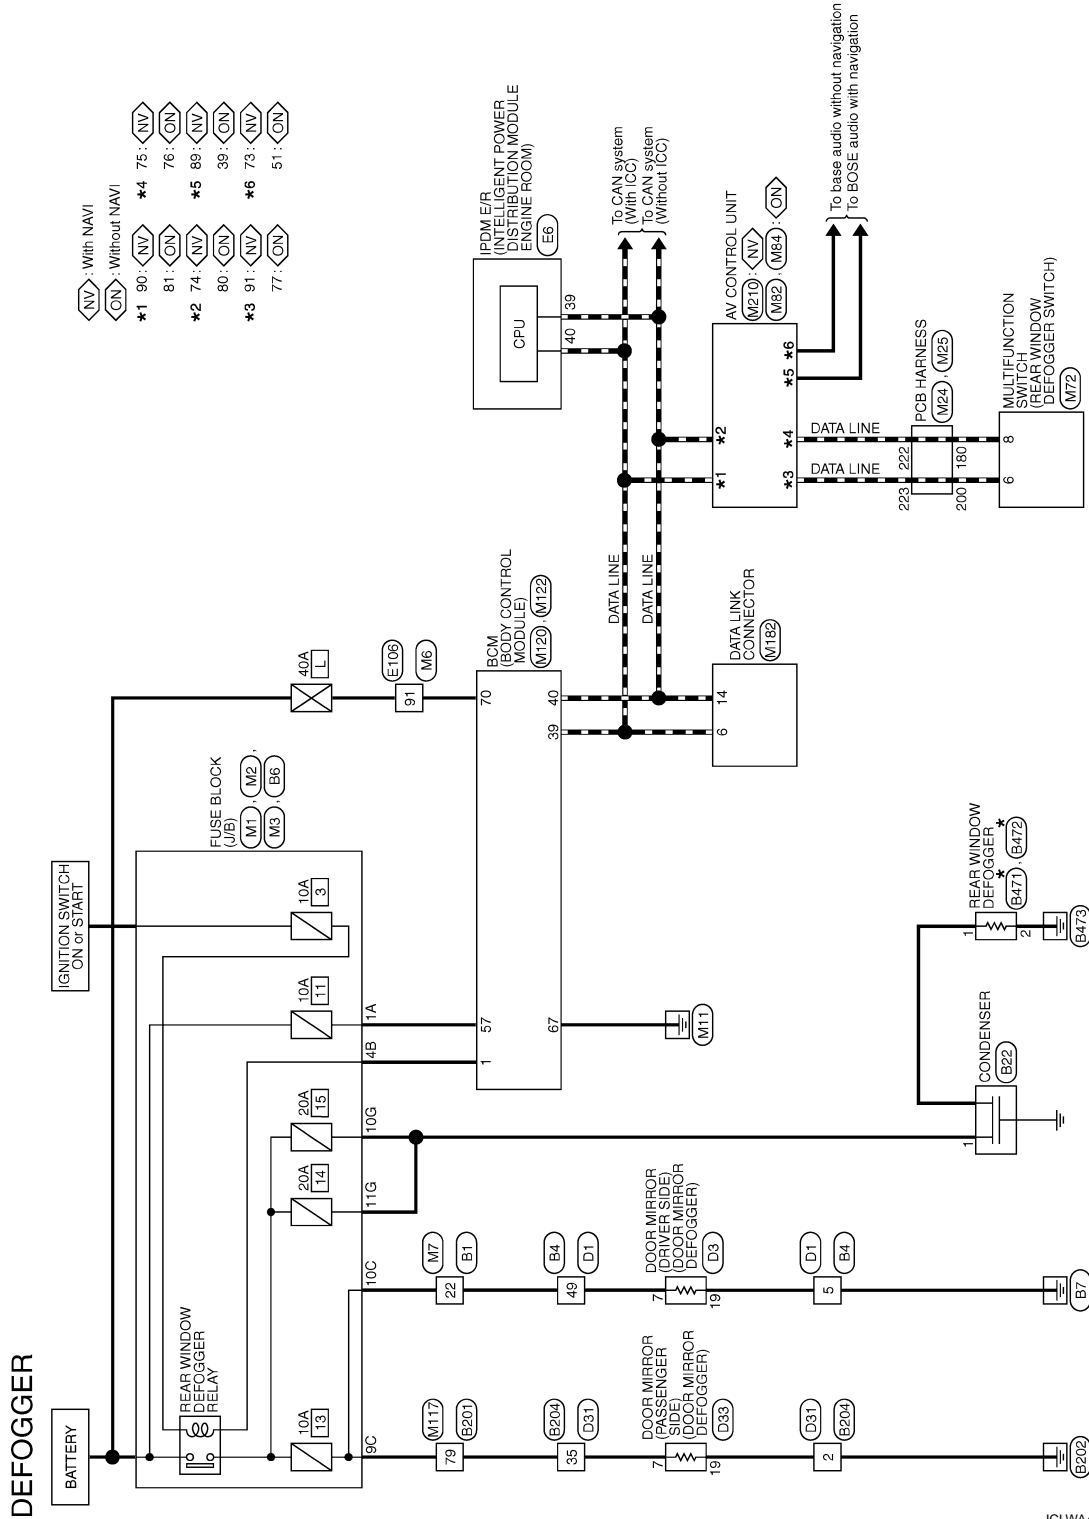 DEFOGGER
BATTERY
IGNITION SWITCH
ON or START
FUSE BLOCK
(J/B)
M1 , M2 ,
M3 , B6
REAR WINDOW
DEFOGGER
RELAY
10A
13
20A
14
20A
15
10A
11
10A
3
40A
L
9C
10C
11G
10G
4B
1A
E106
91
M6
M117
79
B201
M7
22
B1
B204
35
D31
B4
49
D1
DOOR MIRROR
(PASSENGER
SIDE)
(DOOR MIRROR
DEFOGGER)
D33
7
19
DOOR MIRROR
(DRIVER SIDE)
(DOOR MIRROR
DEFOGGER)
D3
7
19
D31
2
B204
D1
5
B4
B202
B7
CONDENSER
B22
1
REAR WINDOW
DEFOGGER
B471* , B472*
1
2
B473
BCM
(BODY CONTROL
MODULE)
M120 , M122
1
57
70
67
39
40
M11
DATA LINE
DATA LINE
DATA LINK
CONNECTOR
M182
6
14
NV : With NAVI
ON : Without NAVI
*1 90 : NV
81 : ON
*2 74 : NV
80 : ON
*3 91 : NV
77 : ON
*4 75 : NV
76 : ON
*5 89 : NV
39 : ON
*6 73 : NV
51 : ON
IPDM E/R
(INTELLIGENT POWER
DISTRIBUTION MODULE
ENGINE ROOM)
E6
CPU
40
39
To CAN system
(With ICC)
To CAN system
(Without ICC)
AV CONTROL UNIT
M210 : NV
M82 , M84 : ON
*1
*2
*3
*4
*5
*6
To base audio without navigation
To BOSE audio with navigation
DATA LINE
DATA LINE
PCB HARNESS
M24 , M25
223
222
200
180
MULTIFUNCTION
SWITCH
(REAR WINDOW
DEFOGGER SWITCH)
M72
6
8